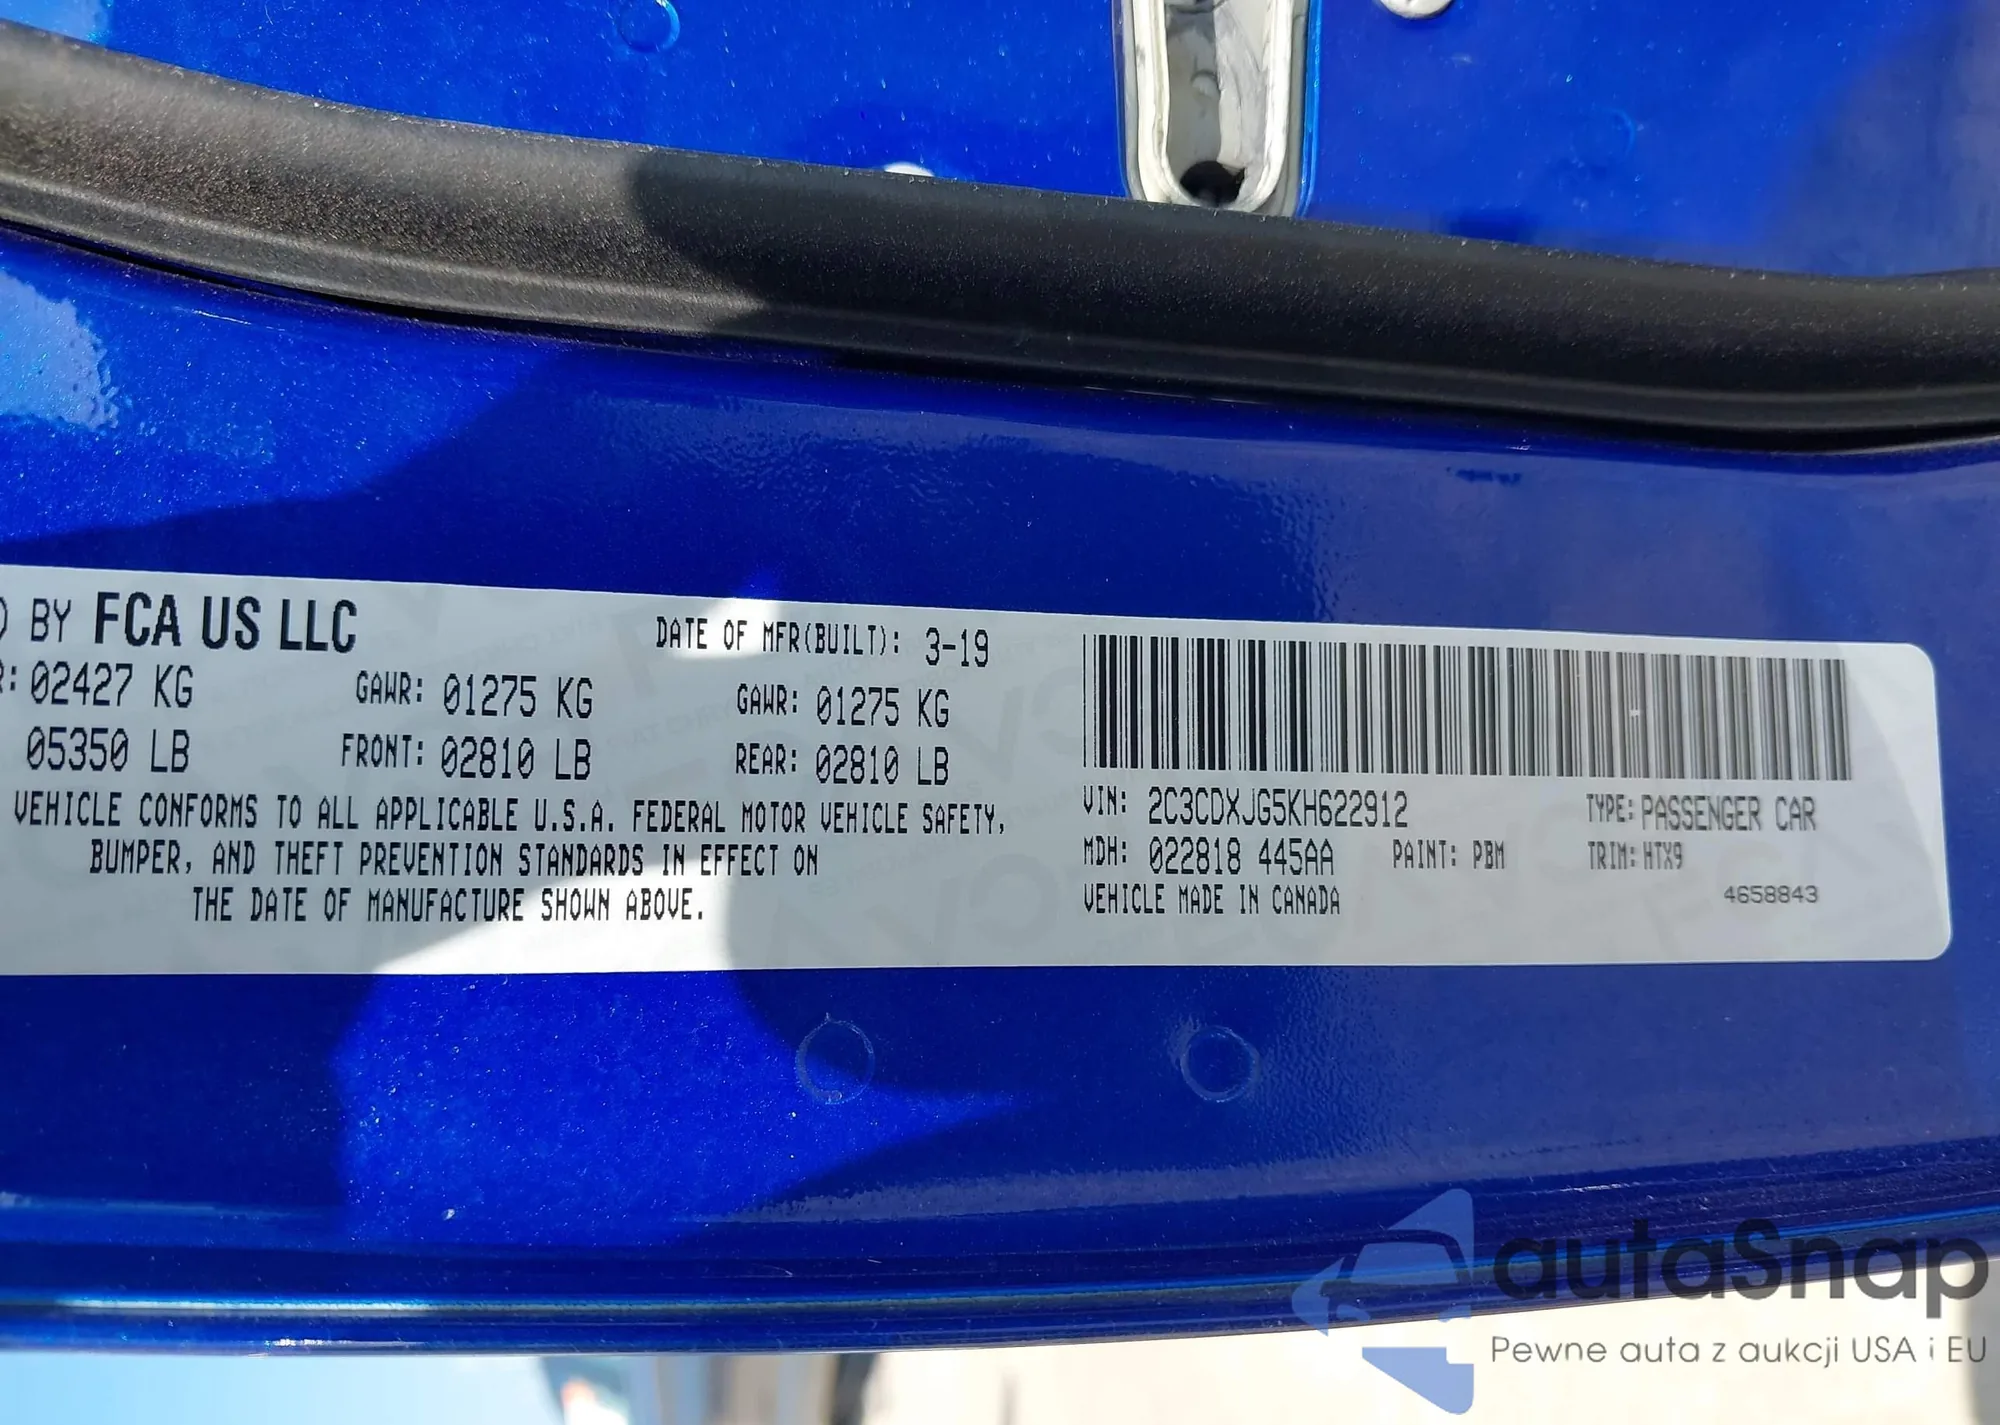 ) BY FCA US LLC
DATE OF MFR(BUILT): 3-19
R: 02427 KG GAWR: 01275 KG GAWR: 01275 KG
05350 LB FRONT: 02810 LB REAR: 02810 LB
VEHICLE CONFORMS TO ALL APPLICABLE U.S.A. FEDERAL MOTOR VEHICLE SAFETY,
BUMPER, AND THEFT PREVENTION STANDARDS IN EFFECT ON
THE DATE OF MANUFACTURE SHOWN ABOVE.
VIN: 2C3CDXJG5KH622912 TYPE: PASSENGER CAR
MDH: 022818 445AA PAINT: PBM TRIM: HTX9
VEHICLE MADE IN CANADA 4658843
autaSnap
Pewne auta z aukcji USA i EU